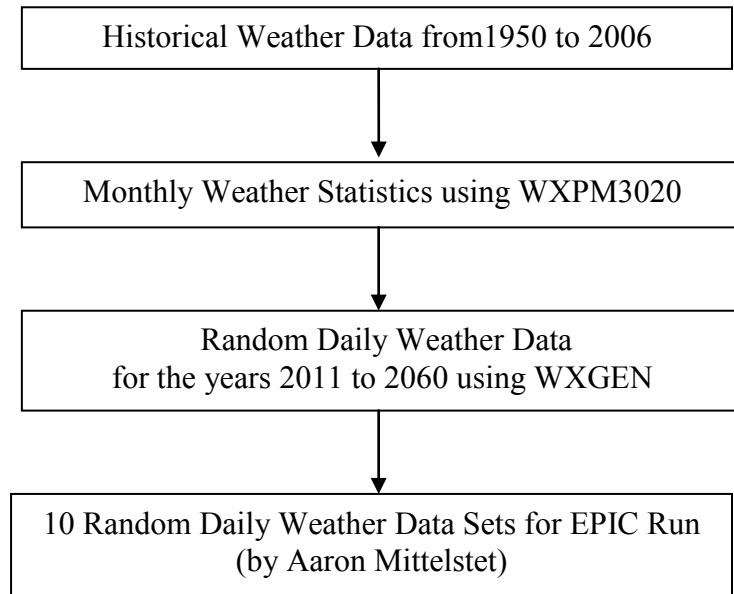 Historical Weather Data from1950 to 2006
Monthly Weather Statistics using WXPM3020
Random Daily Weather Data
for the years 2011 to 2060 using WXGEN
10 Random Daily Weather Data Sets for EPIC Run
(by Aaron Mittelstet)